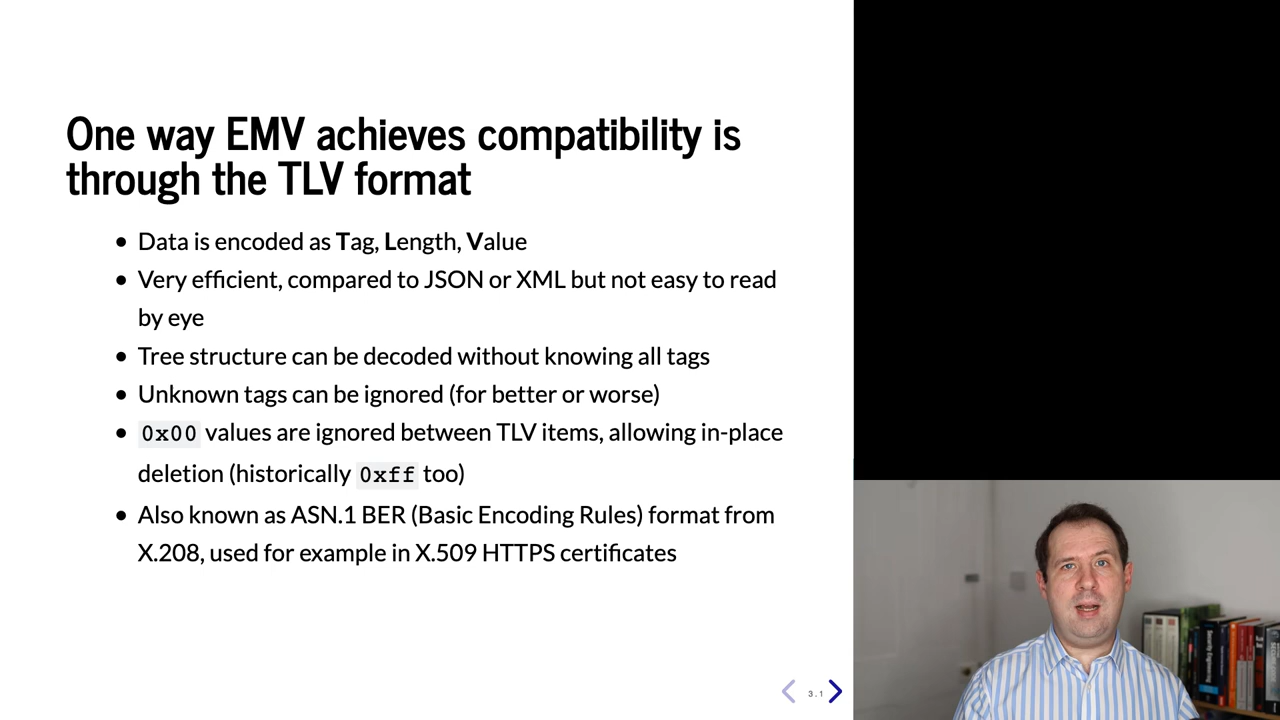 One way EMV achieves compatibility is
through the TLV format
Data is encoded as Tag, Length, Value
Very efficient, compared to JSON or XML but not easy to read
by eye
Tree structure can be decoded without knowing all tags
Unknown tags can be ignored (for better or worse)
0x00 values are ignored between TLV items, allowing in-place
deletion (historically 0xff too)
Also known as ASN.1 BER (Basic Encoding Rules) format from
X.208, used for example in X.509 HTTPS certificates
3.1
Security Engineering